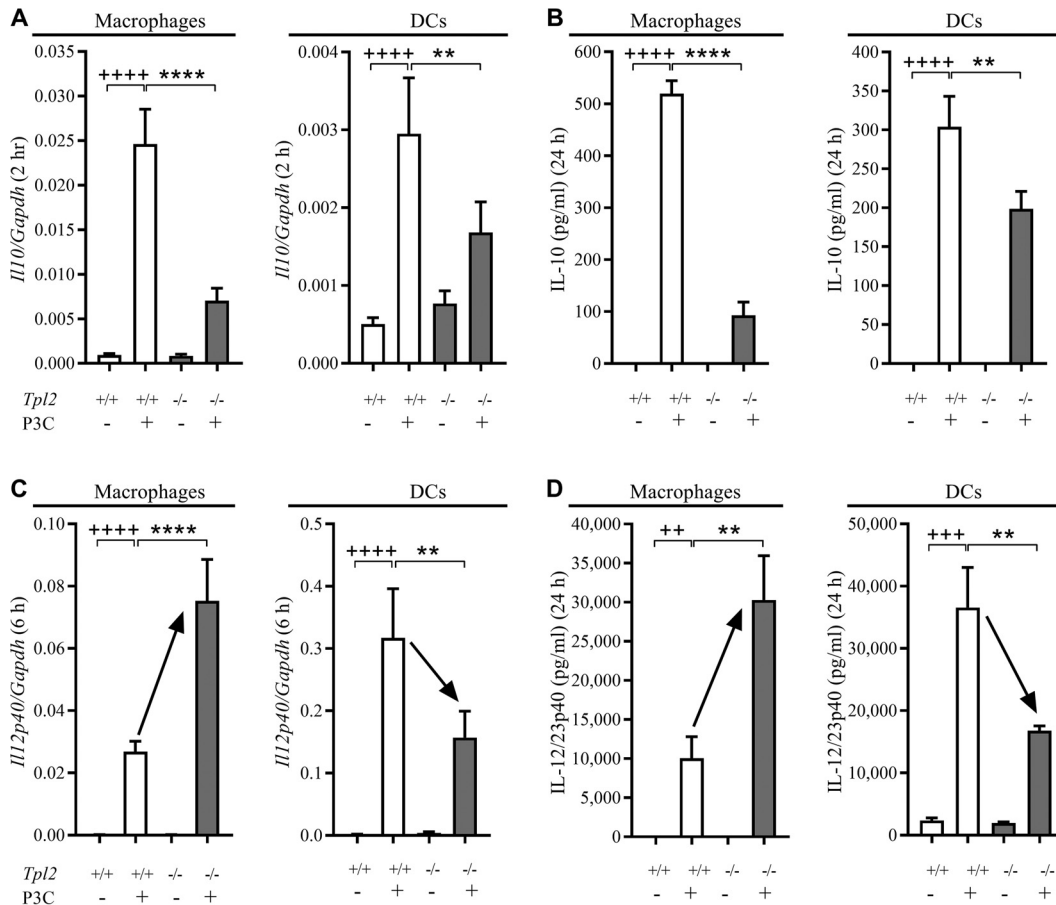 A
Macrophages
DCs
Il10/Gapdh (2 hr)
0.035
0.030
0.025
0.020
0.015
0.010
0.005
0.000
++++ ****
Il10/Gapdh (2 h)
0.004
0.003
0.002
0.001
0.000
++++ **
Tpl2 +/+ +/+ -/- -/- +/+ +/+ -/- -/-
P3C - + - + - + - +
B
Macrophages
DCs
IL-10 (pg/ml) (24 h)
600
500
400
300
200
100
0
++++ ****
IL-10 (pg/ml) (24 h)
400
350
300
250
200
150
100
50
0
++++ **
+/+ +/+ -/- -/- +/+ +/+ -/- -/-
- + - + - + - +
C
Macrophages
DCs
Il12p40/Gapdh (6 h)
0.10
0.08
0.06
0.04
0.02
0.00
++++ ****
Il12p40/Gapdh (6 h)
0.5
0.4
0.3
0.2
0.1
0.0
++++ **
Tpl2 +/+ +/+ -/- -/- +/+ +/+ -/- -/-
P3C - + - + - + - +
D
Macrophages
DCs
IL-12/23p40 (pg/ml) (24 h)
40,000
35,000
30,000
25,000
20,000
15,000
10,000
5,000
0
++ **
IL-12/23p40 (pg/ml) (24 h)
50,000
40,000
30,000
20,000
10,000
0
+++ **
+/+ +/+ -/- -/- +/+ +/+ -/- -/-
- + - + - + - +